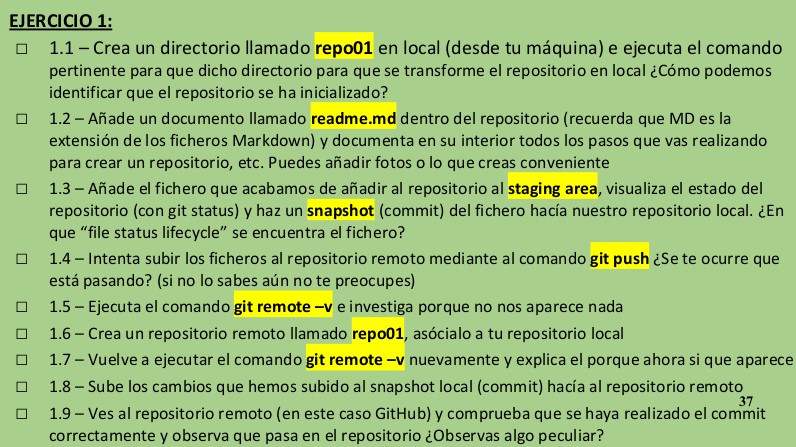 EJERCICIO 1:
☐ 1.1 – Crea un directorio llamado repo01 en local (desde tu máquina) e ejecuta el comando
pertinente para que dicho directorio para que se transforme el repositorio en local ¿Cómo podemos
identificar que el repositorio se ha inicializado?
☐ 1.2 – Añade un documento llamado readme.md dentro del repositorio (recuerda que MD es la
extensión de los ficheros Markdown) y documenta en su interior todos los pasos que vas realizando
para crear un repositorio, etc. Puedes añadir fotos o lo que creas conveniente
☐ 1.3 – Añade el fichero que acabamos de añadir al repositorio al staging area, visualiza el estado del
repositorio (con git status) y haz un snapshot (commit) del fichero hacía nuestro repositorio local. ¿En
que “file status lifecycle” se encuentra el fichero?
☐ 1.4 – Intenta subir los ficheros al repositorio remoto mediante al comando git push ¿Se te ocurre que
está pasando? (si no lo sabes aún no te preocupes)
☐ 1.5 – Ejecuta el comando git remote –v e investiga porque no nos aparece nada
☐ 1.6 – Crea un repositorio remoto llamado repo01, asócialo a tu repositorio local
☐ 1.7 – Vuelve a ejecutar el comando git remote –v nuevamente y explica el porque ahora si que aparece
☐ 1.8 – Sube los cambios que hemos subido al snapshot local (commit) hacía al repositorio remoto
37
☐ 1.9 – Ves al repositorio remoto (en este caso GitHub) y comprueba que se haya realizado el commit
correctamente y observa que pasa en el repositorio ¿Observas algo peculiar?